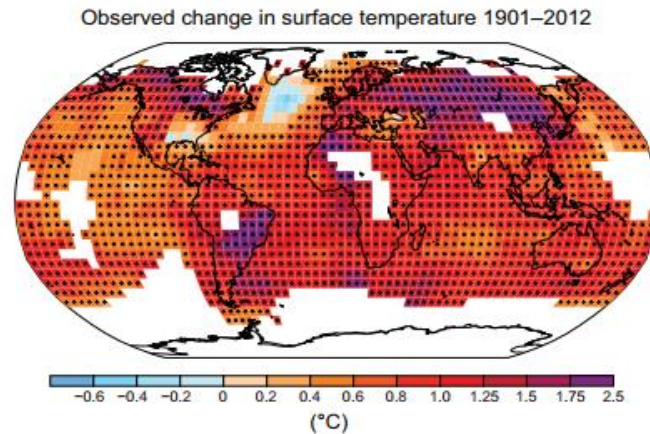 Observed change in surface temperature 1901–2012
−0.6 −0.4 −0.2 0 0.2 0.4 0.6 0.8 1.0 1.25 1.5 1.75 2.5
(°C)